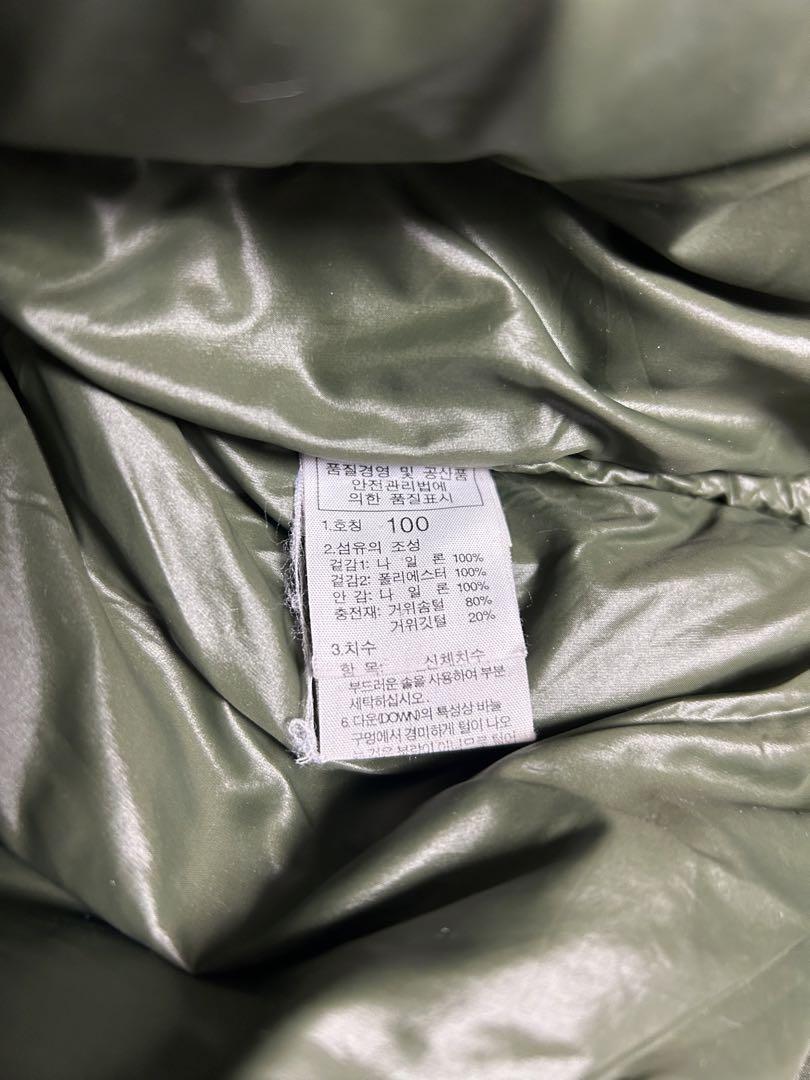 품질경영 및 공산품
안전관리법에
의한 품질표시
1.호칭 100
2.섬유의 조성
겉감1: 나 일 론 100%
겉감2: 폴리에스터 100%
안 감: 나 일 론 100%
충전재: 거위솜털 80%
거위깃털 20%
3.치수
항 목: 신체치수
부드러운 솔을 사용하여 부분
세탁하십시오.
6.다운(DOWN)의 특성상 바늘
구멍에서 경미하게 털이 나오